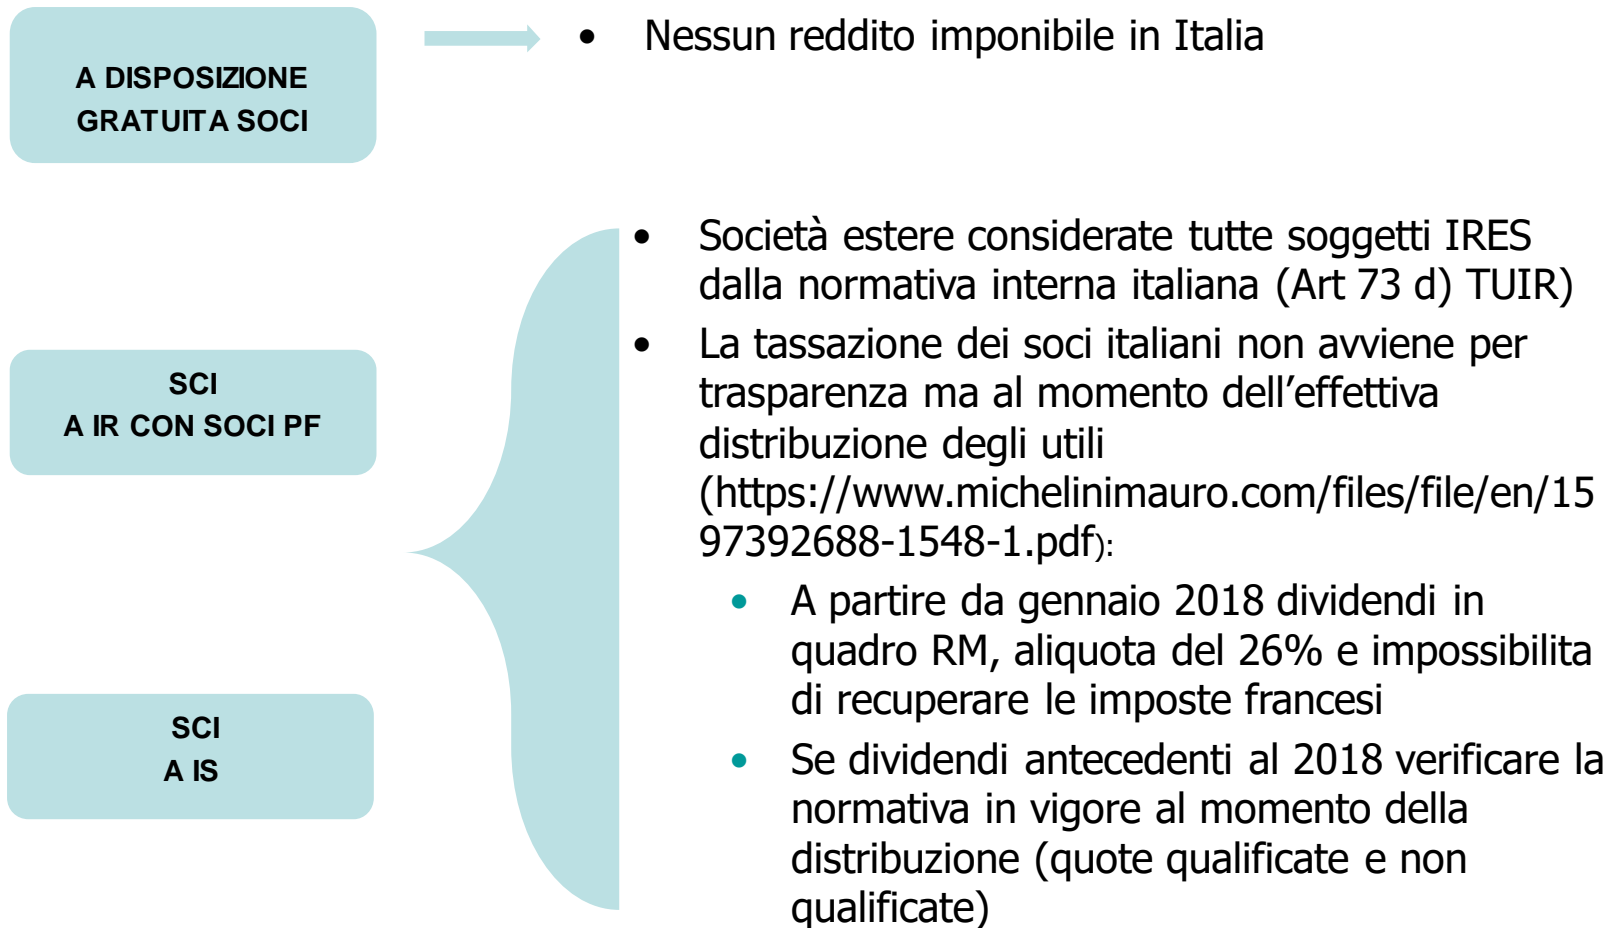 A DISPOSIZIONE
GRATUITA SOCI
• Nessun reddito imponibile in Italia
SCI
A IR CON SOCI PF
SCI
A IS
• Società estere considerate tutte soggetti IRES
dalla normativa interna italiana (Art 73 d) TUIR)
• La tassazione dei soci italiani non avviene per
trasparenza ma al momento dell’effettiva
distribuzione degli utili
(https://www.michelinimauro.com/files/file/en/15
97392688-1548-1.pdf):
• A partire da gennaio 2018 dividendi in
quadro RM, aliquota del 26% e impossibilita
di recuperare le imposte francesi
• Se dividendi antecedenti al 2018 verificare la
normativa in vigore al momento della
distribuzione (quote qualificate e non
qualificate)